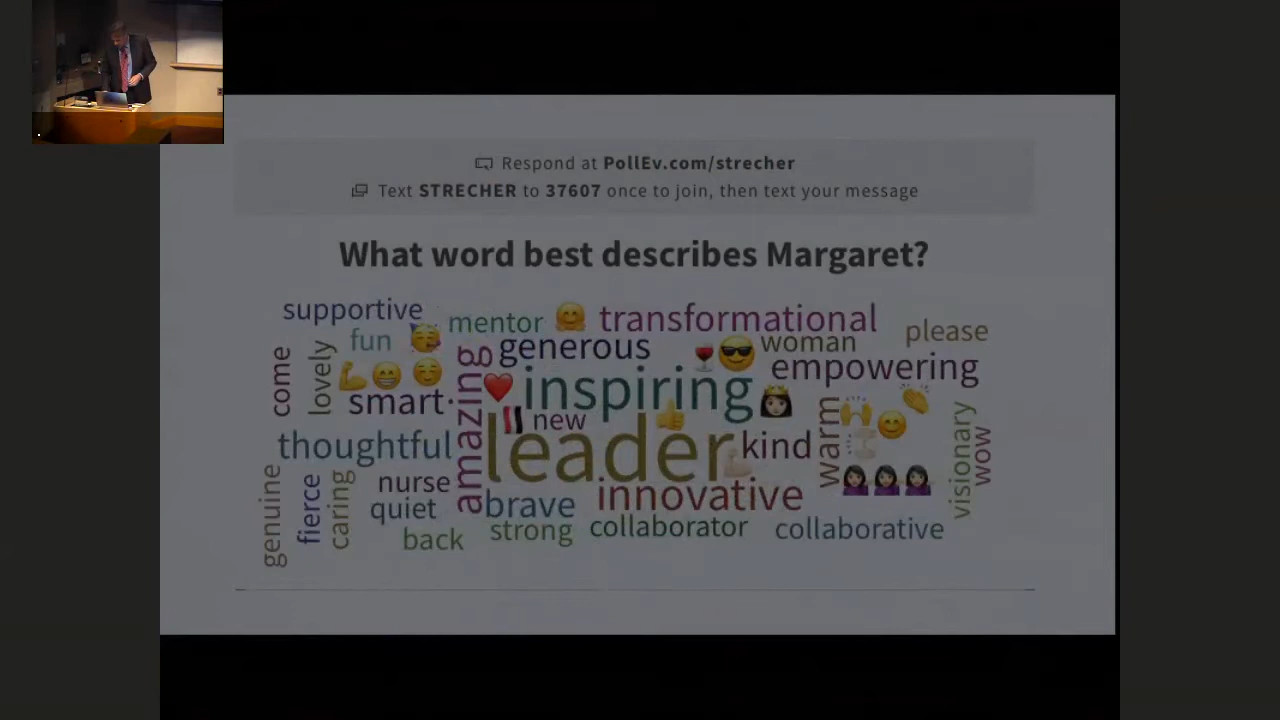 Respond at PollEv.com/strecher
Text STRECHER to 37607 once to join, then text your message
What word best describes Margaret?
supportive
mentor
transformational
please
fun
generous
woman
come
lovely
amazing
inspiring
empowering
smart
new
warm
thoughtful
leader
kind
visionary
wow
genuine
fierce
caring
nurse
quiet
brave
innovative
back
strong
collaborator
collaborative